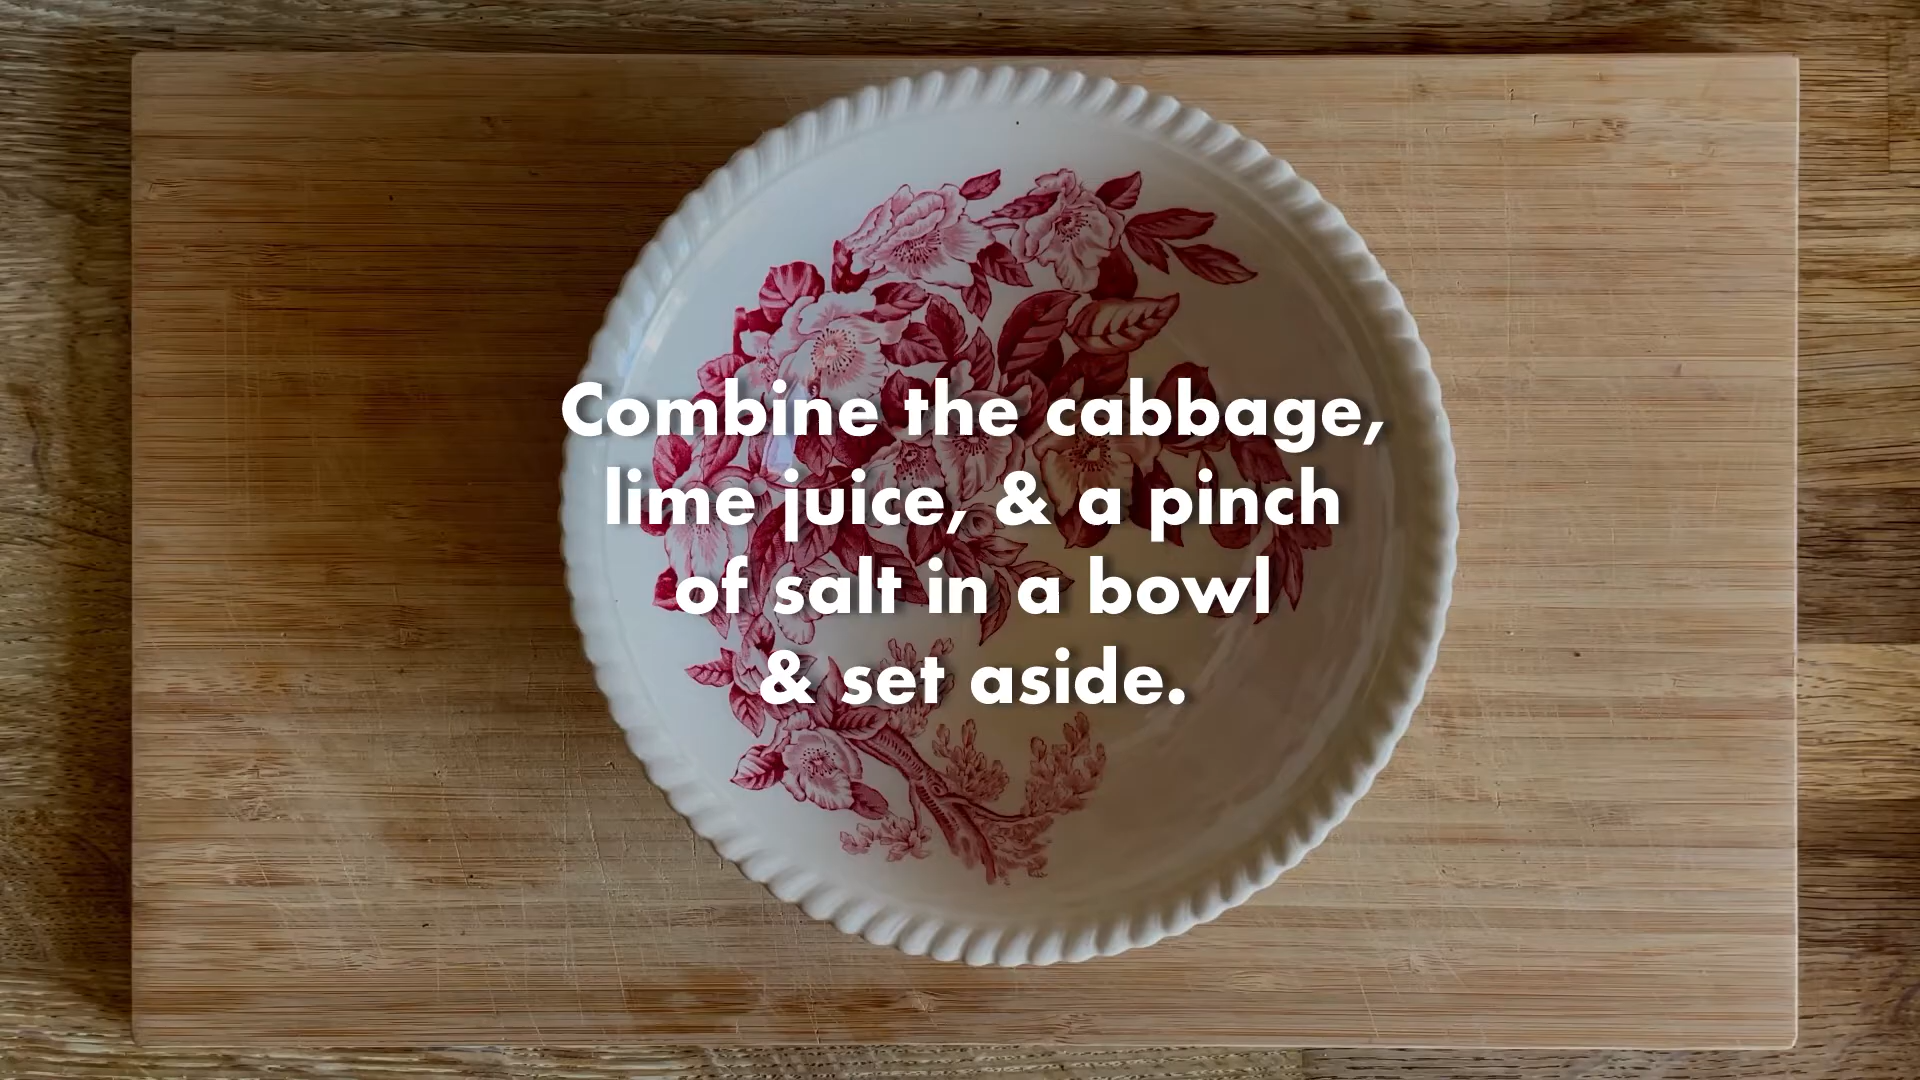 Combine the cabbage,
lime juice, & a pinch
of salt in a bowl
& set aside.